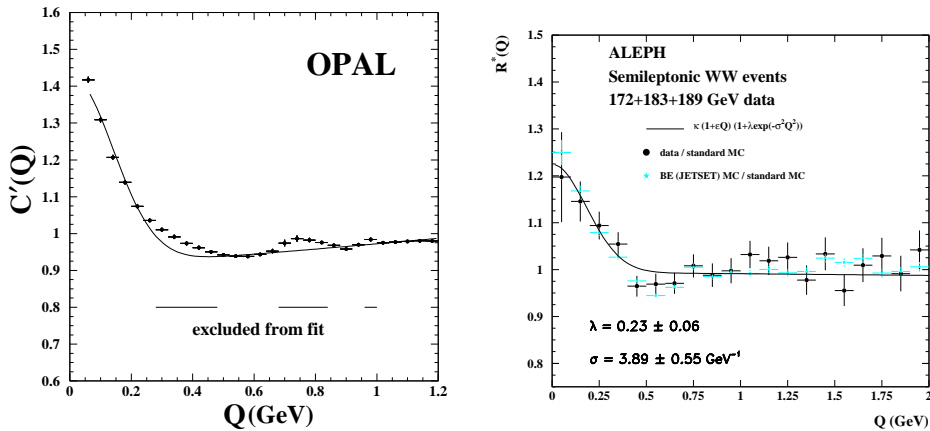 OPAL
C′(Q)
1.6
1.5
1.4
1.3
1.2
1.1
1
0.9
0.8
0.7
0.6
excluded from fit
0
0.2
0.4
0.6
0.8
1
1.2
Q (GeV)
R*(Q)
ALEPH
Semileptonic WW events
172+183+189 GeV data
κ (1+εQ) (1+λexp(-σ²Q²))
data / standard MC
BE (JETSET) MC / standard MC
1.5
1.4
1.3
1.2
1.1
1.0
0.9
0.8
λ = 0.23 ± 0.06
σ = 3.89 ± 0.55 GeV⁻¹
0
0.25
0.5
0.75
1
1.25
1.5
1.75
2
Q (GeV)